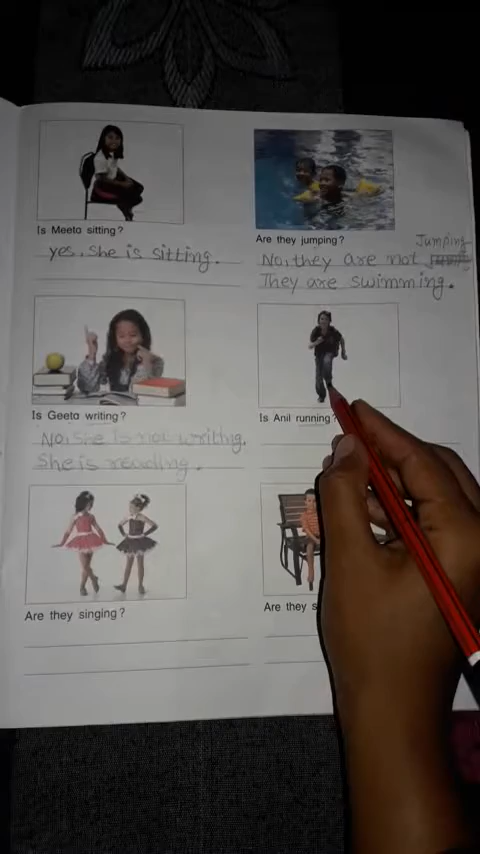 Is Meeta sitting?
yes, She is sitting.
Are they jumping?
Jumping
No, they are not
They are swimming.
Is Geeta writing?
No, She is not writing.
She is reading.
Is Anil running?
Are they singing?
Are they s